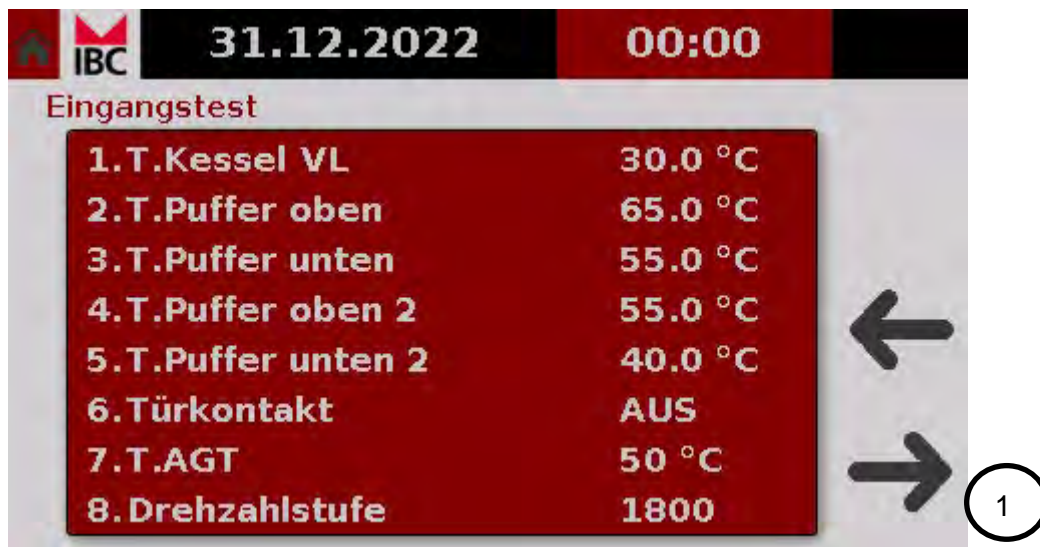 IBC 31.12.2022 00:00
Eingangstest
1.T.Kessel VL 30.0 °C
2.T.Puffer oben 65.0 °C
3.T.Puffer unten 55.0 °C
4.T.Puffer oben 2 55.0 °C
5.T.Puffer unten 2 40.0 °C
6.Türkontakt AUS
7.T.AGT 50 °C
8.Drehzahlstufe 1800
1